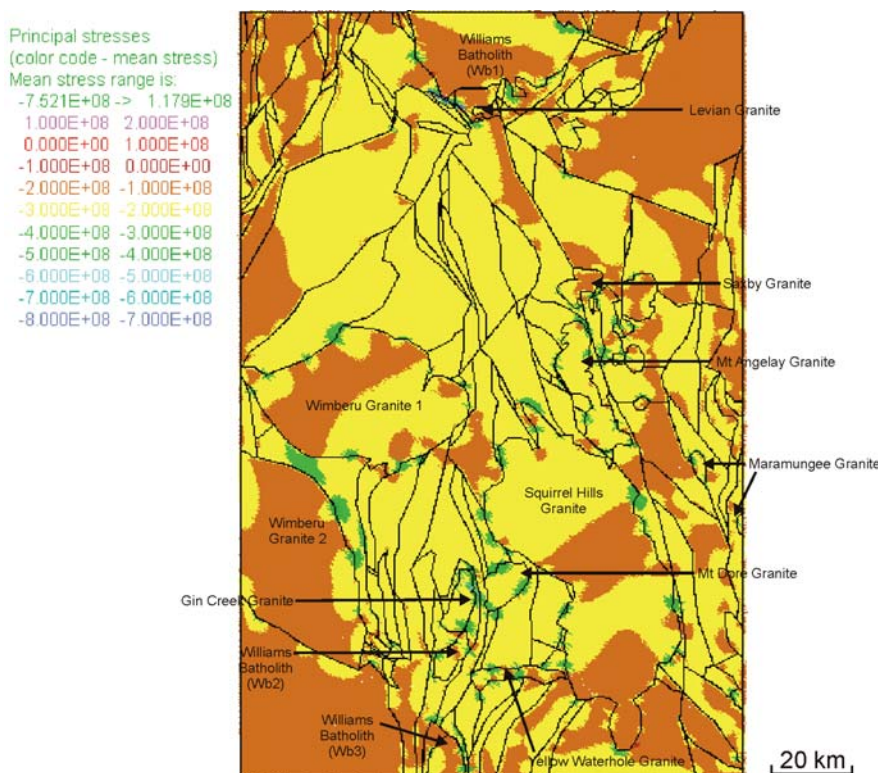 Principal stresses
(color code - mean stress)
Mean stress range is:
-7.521E+08 -> 1.179E+08
1.000E+08 2.000E+08
0.000E+00 1.000E+08
-1.000E+08 0.000E+00
-2.000E+08 -1.000E+08
-3.000E+08 -2.000E+08
-4.000E+08 -3.000E+08
-5.000E+08 -4.000E+08
-6.000E+08 -5.000E+08
-7.000E+08 -6.000E+08
-8.000E+08 -7.000E+08
Williams
Batholith
(Wb1)
Levian Granite
Saxby Granite
Mt Angelay Granite
Wimberu Granite 1
Maramungee Granite
Squirrel Hills
Granite
Wimberu
Granite 2
Mt Dore Granite
Gin Creek Granite
Williams
Batholith
(Wb2)
Williams
Batholith
(Wb3)
Yellow Waterhole Granite
20 km